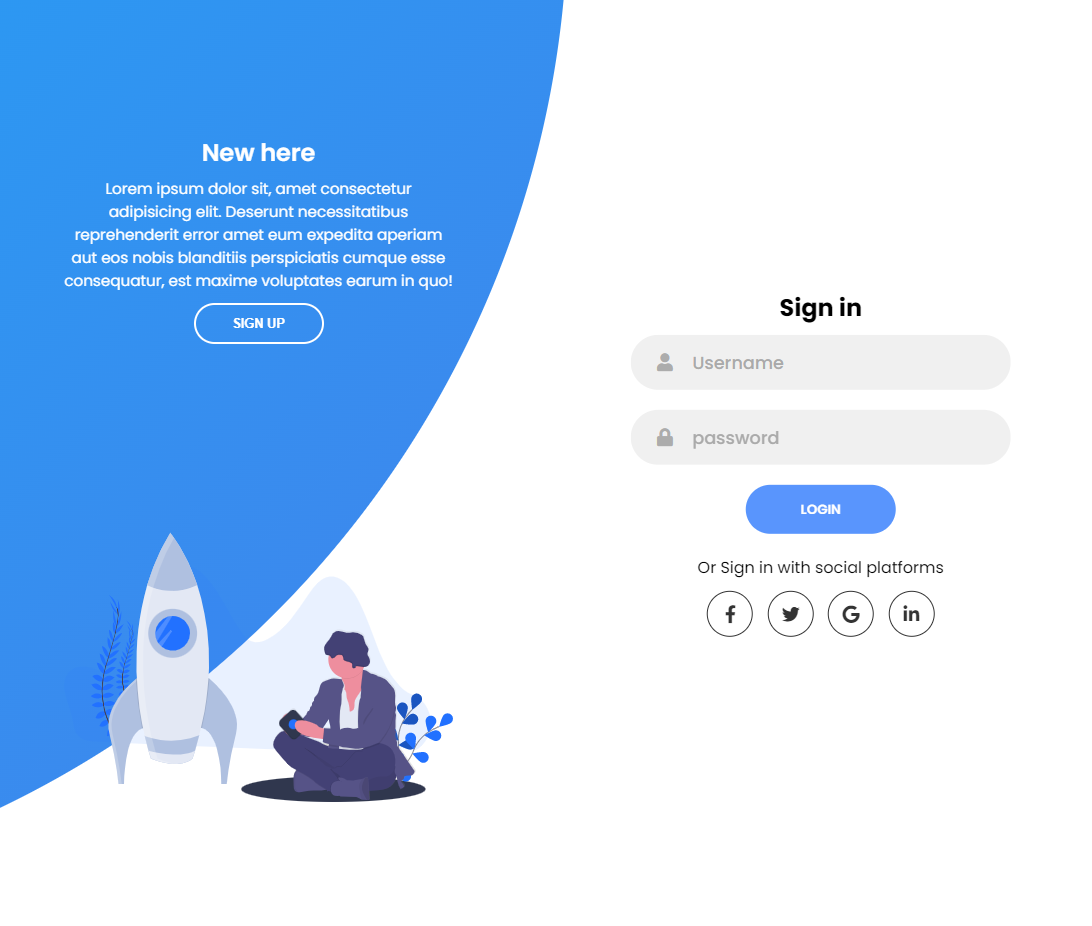 New here
Lorem ipsum dolor sit, amet consectetur
adipisicing elit. Deserunt necessitatibus
reprehenderit error amet eum expedita aperiam
aut eos nobis blanditiis perspiciatis cumque esse
consequatur, est maxime voluptates earum in quo!
SIGN UP
Sign in
Username
password
LOGIN
Or Sign in with social platforms